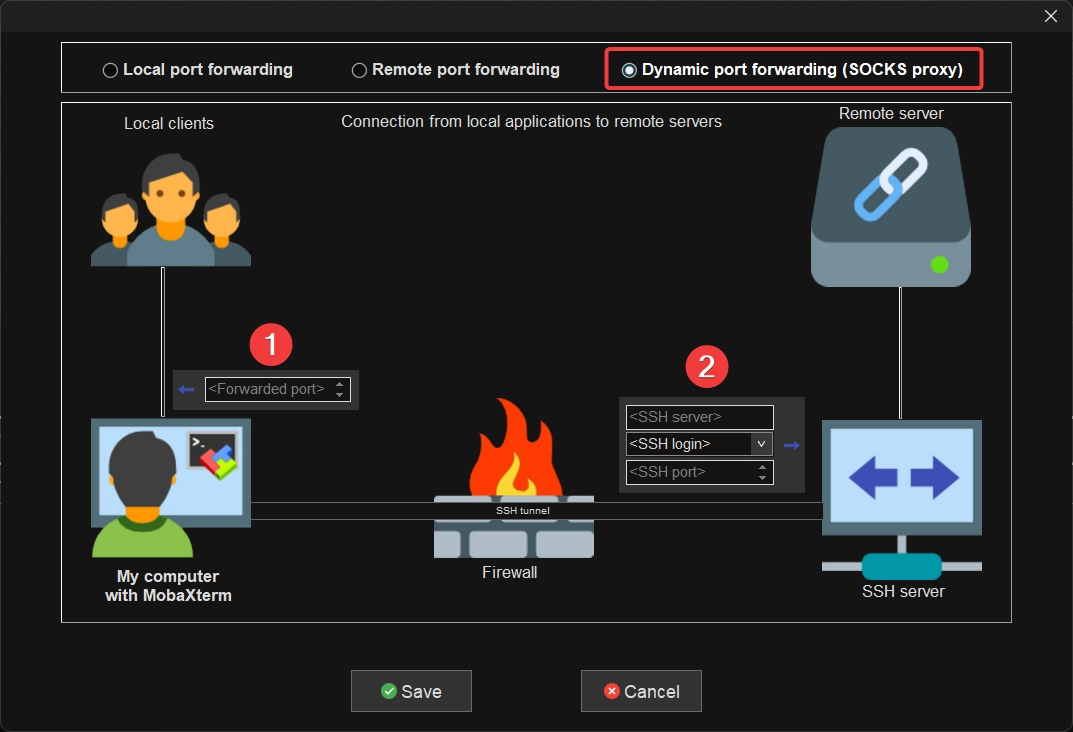 Local port forwarding
Remote port forwarding
Dynamic port forwarding (SOCKS proxy)
Local clients
Connection from local applications to remote servers
Remote server
1
<Forwarded port>
2
<SSH server>
<SSH login>
<SSH port>
>_
SSH tunnel
Firewall
My computer
with MobaXterm
SSH server
Save
Cancel